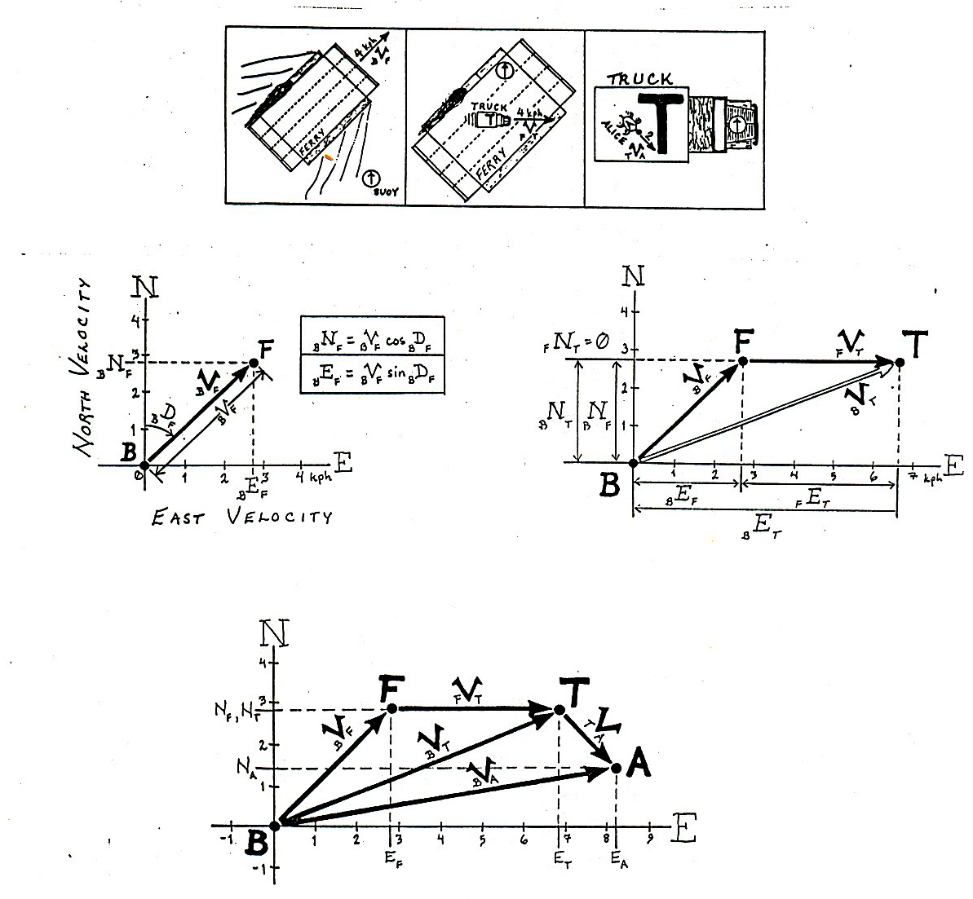 4 kph
BVF
FERRY
BUOY
TRUCK
T
4 kph
FVT
FERRY
TRUCK
T
ALICE
2
TVA
NORTH VELOCITY
N
4
3
2
1
0
BNF
F
BVF
BDF
BVF
B
1 2 3 4 kph E
BEF
EAST VELOCITY
BNF = BVF cos BDF
BEF = BVF sin BDF
N
4
3
2
1
FNT = 0
F
FVT
T
BVF
BVT
BNT BNF
B
1 2 3 4 5 6 7 kph E
BEF FET
BET
N
4
3
2
1
-1
F
FVT
T
NF, NT
BVF
BVT
TVA
NA
BVA
A
B
-1 1 2 3 4 5 6 7 8 9 E
EF ET EA